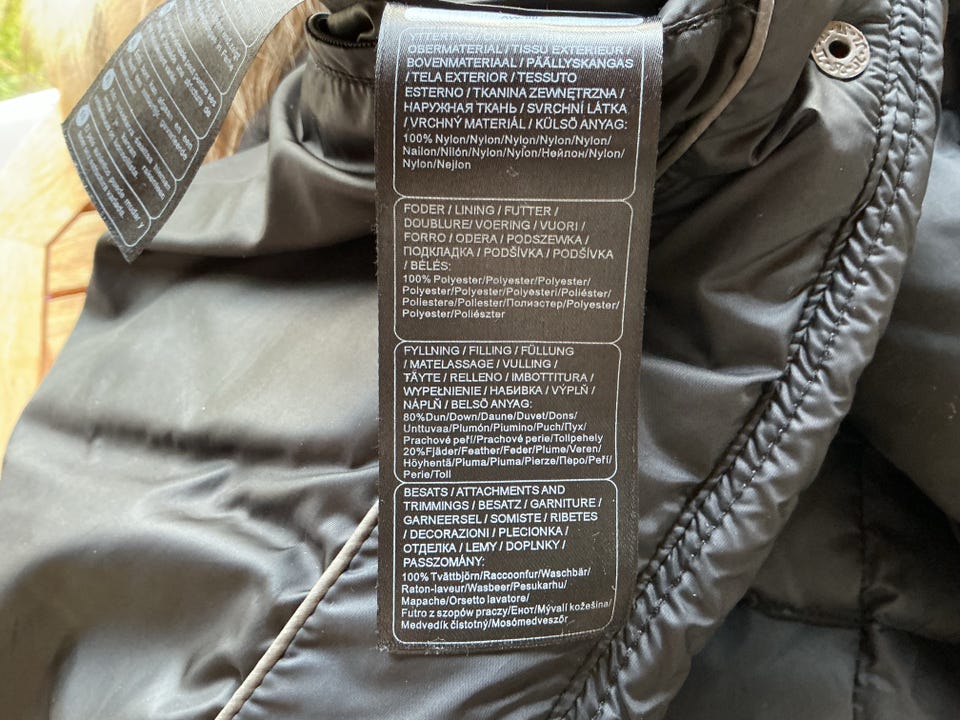 YTTERTYG / OUTER
OBERMATERIAL / TISSU EXTERIEUR /
BOVENMATERIAAL / PÄÄLLYSKANGAS
/ TELA EXTERIOR / TESSUTO
ESTERNO / TKANINA ZEWNĘTRZNA /
НАРУЖНАЯ ТКАНЬ / SVRCHNÍ LÁTKA
/ VRCHNÝ MATERIÁL / KÜLSŐ ANYAG:
100% Nylon/Nylon/Nylon/Nylon/Nylon/
Nailon/Nilón/Nylon/Nylon/Нейлон/Nylon/
Nylon/Nejlon
FODER / LINING / FUTTER /
DOUBLURE/ VOERING / VUORI /
FORRO / ODERA / PODSZEWKA /
ПОДКЛАДКА / PODŠÍVKA / PODŠÍVKA
/ BÉLÉS:
100% Polyester/Polyester/Polyester/
Polyester/Polyester/Polyesteri/Poliéster/
Poliestere/Poliester/Полиэстер/Polyester/
Polyester/Poliészter
FYLLNING / FILLING / FÜLLUNG
/ MATELASSAGE / VULLING /
TÄYTE / RELLENO / IMBOTTITURA /
WYPEŁNIENIE / НАБИВКА / VÝPLŇ /
NÁPLŇ / BELSŐ ANYAG:
80%Dun/Down/Daune/Duvet/Dons/
Untuvaa/Plumón/Piumino/Puch/Пух/
Prachové peří/Prachové perie/Tollpehely
20%Fjäder/Feather/Feder/Plume/Veren/
Höyhentä/Pluma/Piuma/Pierze/Перо/Peří/
Perie/Toll
BESATS / ATTACHMENTS AND
TRIMMINGS / BESATZ / GARNITURE /
GARNEERSEL / SOMISTE / RIBETES
/ DECORAZIONI / PLECIONKA /
ОТДЕЛКА / LEMY / DOPLNKY /
PASSZOMÁNY:
100% Tvättbjörn/Raccoonfur/Waschbär/
Raton-laveur/Wasbeer/Pesukarhu/
Mapache/Orsetto lavatore/
Futro z szopów praczy/Енот/Mývalí kožešina/
Medvedík čistotný/Mosómedveszőr